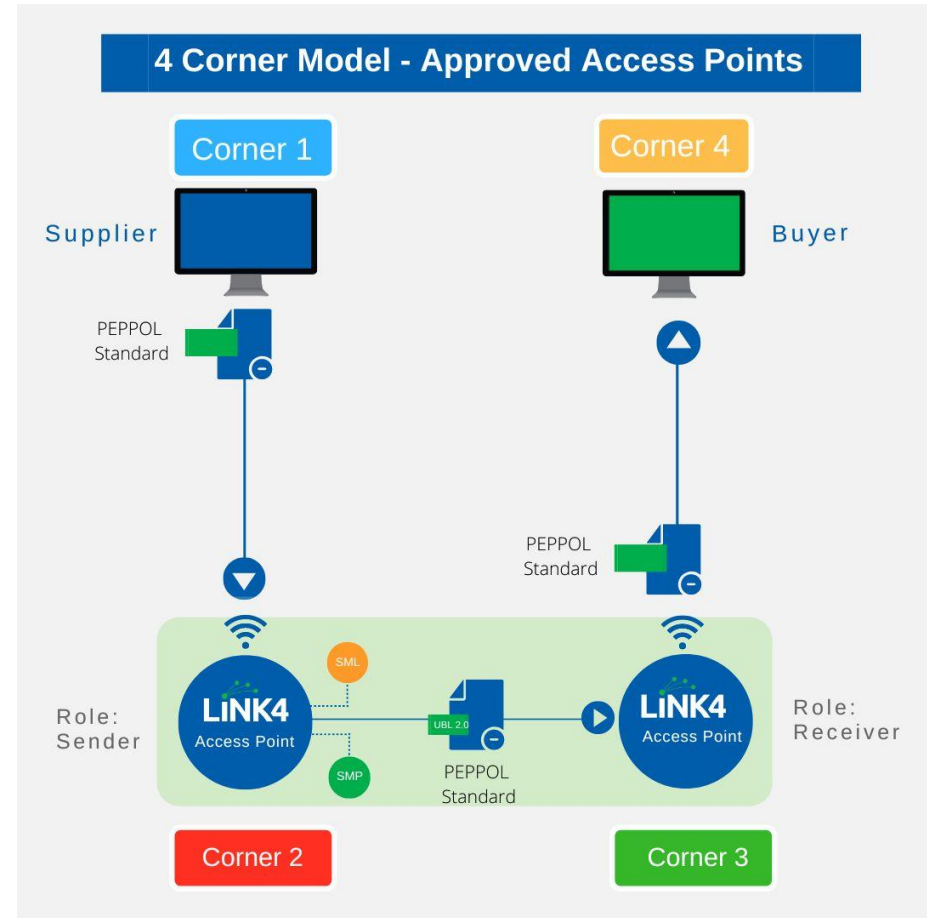 4 Corner Model - Approved Access Points
Corner 1
Corner 4
Supplier
Buyer
PEPPOL
Standard
PEPPOL
Standard
SML
LiNK4
Access Point
Role:
Sender
UBL 2.0
LiNK4
Access Point
Role:
Receiver
SMP
PEPPOL
Standard
Corner 2
Corner 3